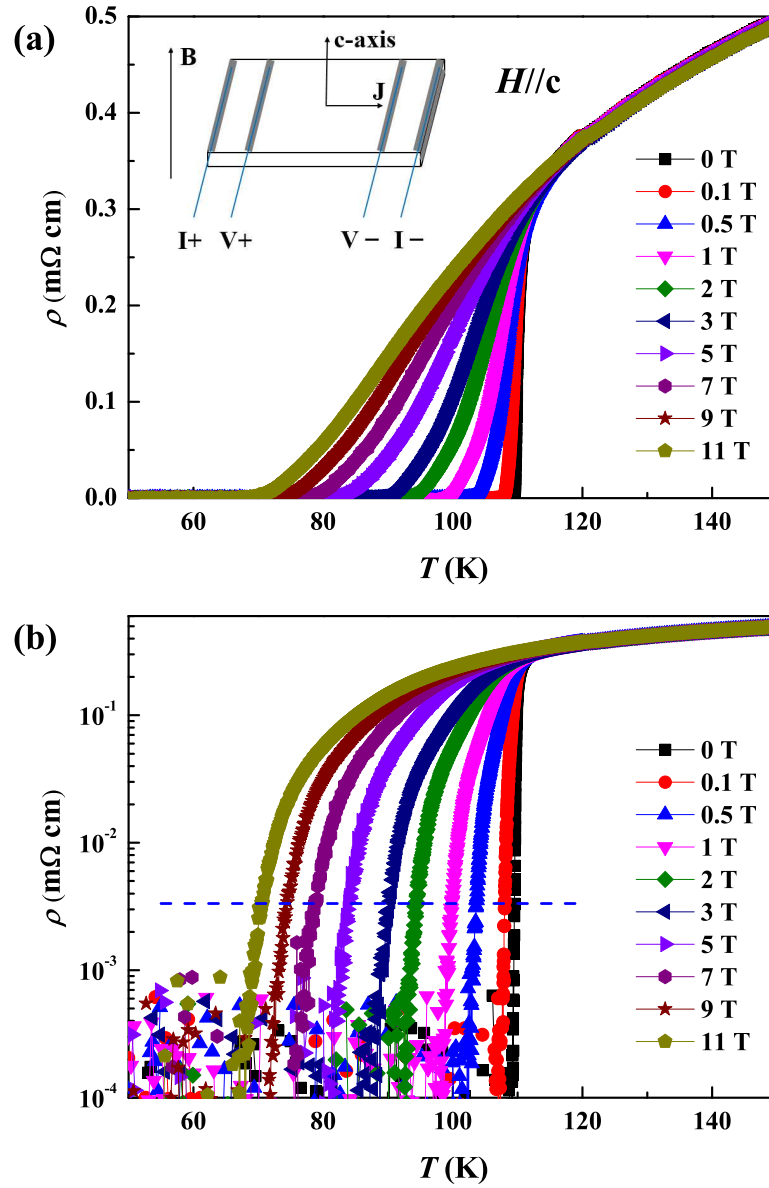 (a)
0.5
0.4
0.3
0.2
0.1
0.0
ρ (mΩ cm)
B
c-axis
J
I+ V+ V − I −
H//c
0 T
0.1 T
0.5 T
1 T
2 T
3 T
5 T
7 T
9 T
11 T
60 80 100 120 140
T (K)
(b)
10⁻¹
10⁻²
10⁻³
10⁻⁴
ρ (mΩ cm)
0 T
0.1 T
0.5 T
1 T
2 T
3 T
5 T
7 T
9 T
11 T
60 80 100 120 140
T (K)